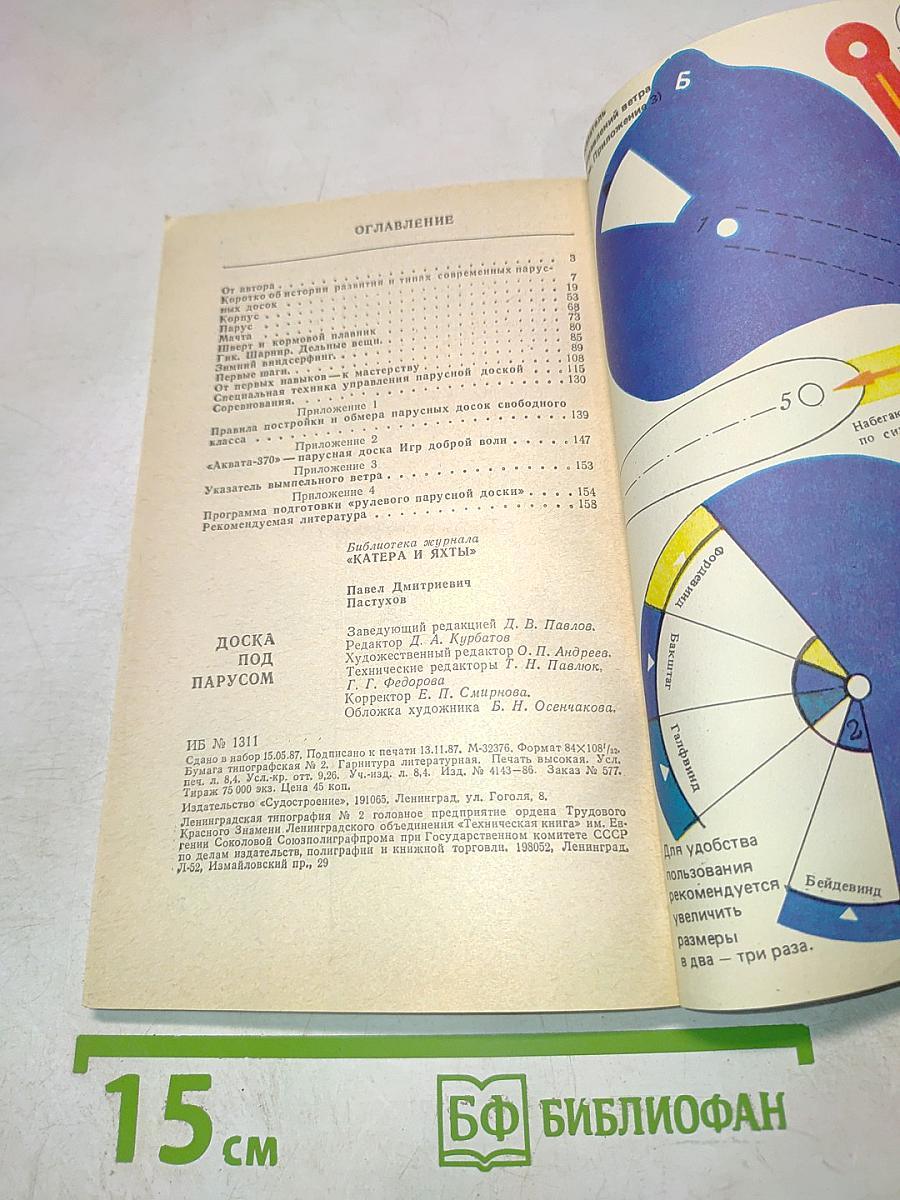 ОГЛАВЛЕНИЕ
От автора . . . . . . . . . . 3
Коротко об истории развития и типах современных парус-
ных досок . . . . . . . . . . 7
Корпус . . . . . . . . . . 19
Парус . . . . . . . . . . 53
Мачта . . . . . . . . . . 68
Шверт и кормовой плавник . . . . . . . . . . 73
Гик. Шарнир. Дельные вещи. . . . . . . . . . 80
Зимний виндсерфинг. . . . . . . . . . 85
Первые шаги. . . . . . . . . . 89
От первых навыков — к мастерству . . . . . . . . . . 108
Специальная техника управления парусной доской . . . 115
Соревнования. . . . . . . . . . 130
Приложение 1
Правила постройки и обмера парусных досок свободного
класса . . . . . . . . . . 139
Приложение 2
«Аквата-370» — парусная доска Игр доброй воли . . . . . 147
Приложение 3
Указатель вымпельного ветра . . . . . . . . . . 153
Приложение 4
Программа подготовки «рулевого парусной доски» . . . . 154
Рекомендуемая литература . . . . . . . . . . 158
Библиотека журнала
«КАТЕРА И ЯХТЫ»
Павел Дмитриевич
Пастухов
ДОСКА
ПОД
ПАРУСОМ
Заведующий редакцией Д. В. Павлов.
Редактор Д. А. Курбатов
Художественный редактор О. П. Андреев.
Технические редакторы Т. Н. Павлюк,
Г. Г. Федорова
Корректор Е. П. Смирнова.
Обложка художника Б. Н. Осенчакова.
ИБ № 1311
Сдано в набор 15.05.87. Подписано к печати 13.11.87. М-32376. Формат 84×108¹/₃₂.
Бумага типографская № 2. Гарнитура литературная. Печать высокая. Усл.
печ. л. 8,4. Усл.-кр. отт. 9,26. Уч.-изд. л. 8,4. Изд. № 4143—86. Заказ № 577.
Тираж 75 000 экз. Цена 45 коп.
Издательство «Судостроение», 191065, Ленинград, ул. Гоголя, 8.
Ленинградская типография № 2 головное предприятие ордена Трудового
Красного Знамени Ленинградского объединения «Техническая книга» им. Ев-
гении Соколовой Союзполиграфпрома при Государственном комитете СССР
по делам издательств, полиграфии и книжной торговли. 198052, Ленинград,
Л-52, Измайловский пр., 29
направлений ветра
Приложение 3)
Б
1
5
Набегаю
по си
Фордевинд
Бакштаг
Галфвинд
2
Бейдевинд
Для удобства
пользования
рекомендуется
увеличить
размеры
в два — три раза.
15 см
БФ БИБЛИОФАН